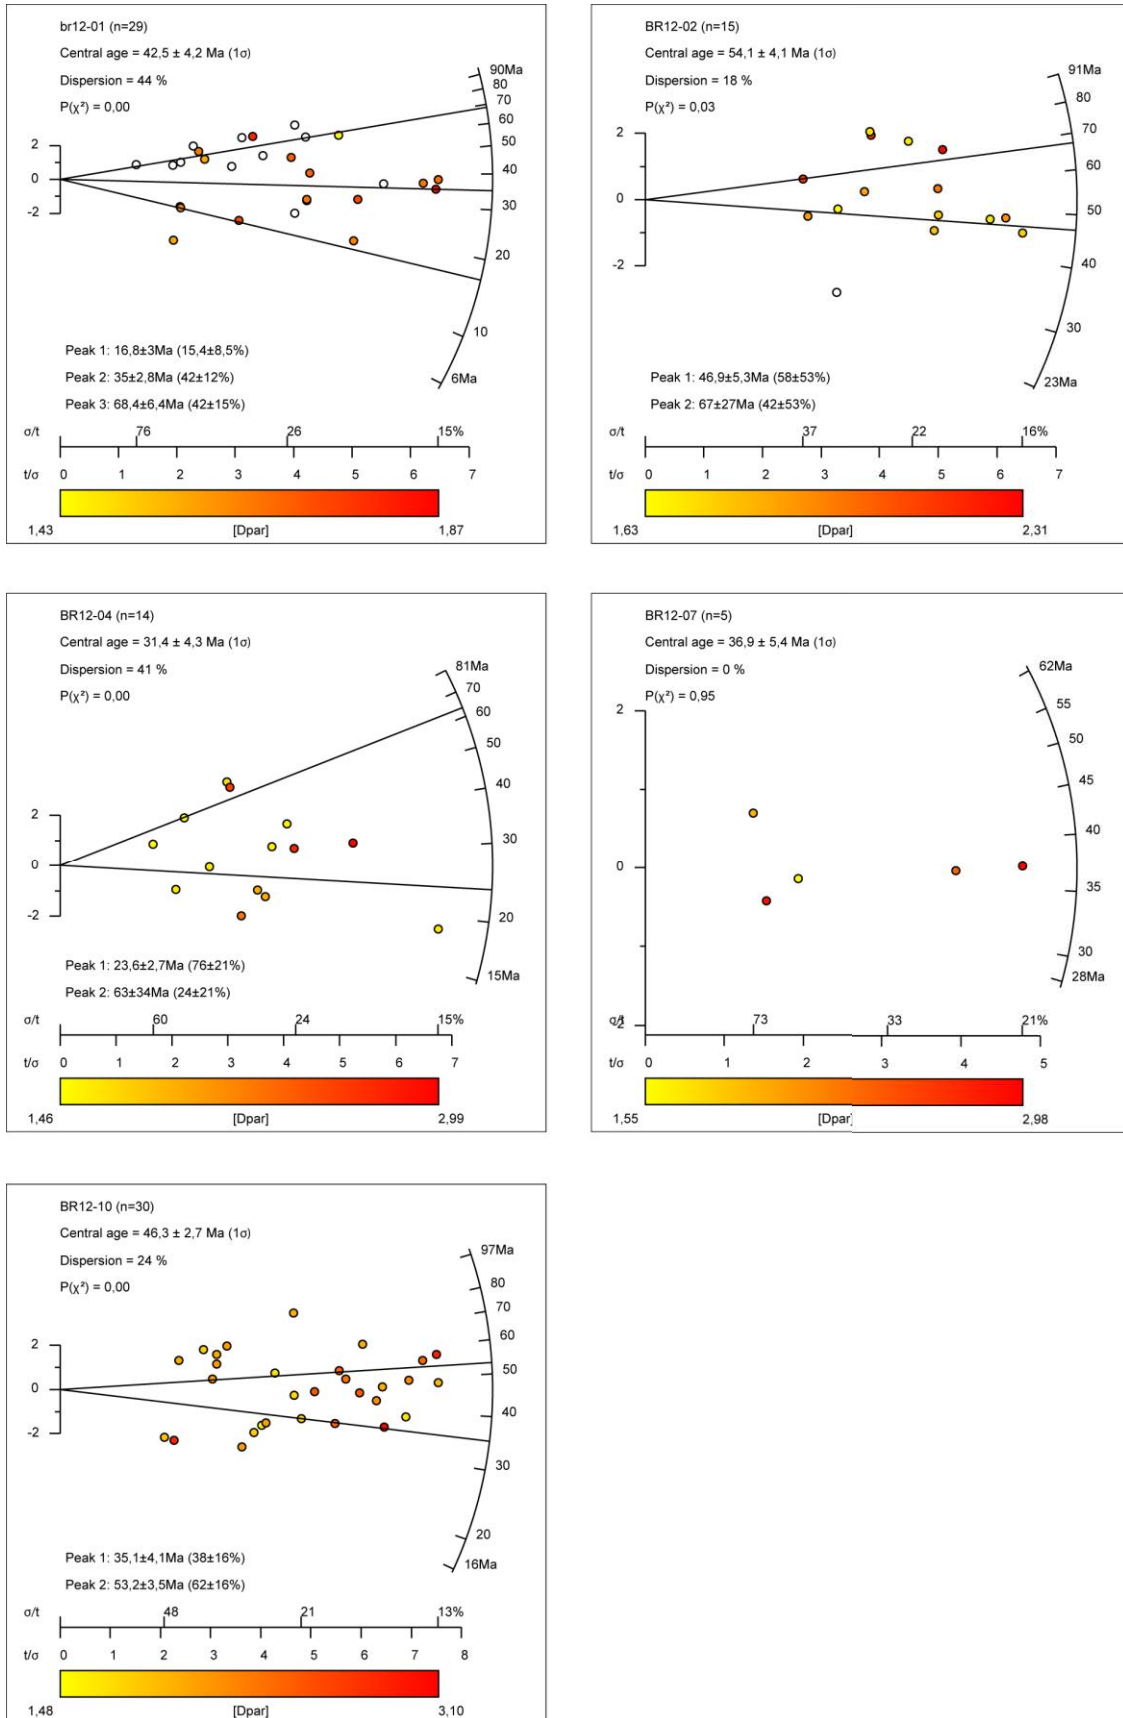 br12-01 (n=29)
Central age = 42,5 ± 4,2 Ma (1σ)
Dispersion = 44 %
P(χ²) = 0,00
90Ma
80
70
60
50
40
30
20
10
6Ma
2
0
-2
Peak 1: 16,8±3Ma (15,4±8,5%)
Peak 2: 35±2,8Ma (42±12%)
Peak 3: 68,4±6,4Ma (42±15%)
σ/t 76 26 15%
t/σ 0 1 2 3 4 5 6 7
1,43 [Dpar] 1,87
BR12-02 (n=15)
Central age = 54,1 ± 4,1 Ma (1σ)
Dispersion = 18 %
P(χ²) = 0,03
91Ma
80
70
60
50
40
30
23Ma
2
0
-2
Peak 1: 46,9±5,3Ma (58±53%)
Peak 2: 67±27Ma (42±53%)
σ/t 37 22 16%
t/σ 0 1 2 3 4 5 6 7
1,63 [Dpar] 2,31
BR12-04 (n=14)
Central age = 31,4 ± 4,3 Ma (1σ)
Dispersion = 41 %
P(χ²) = 0,00
81Ma
70
60
50
40
30
20
15Ma
2
0
-2
Peak 1: 23,6±2,7Ma (76±21%)
Peak 2: 63±34Ma (24±21%)
σ/t 60 24 15%
t/σ 0 1 2 3 4 5 6 7
1,46 [Dpar] 2,99
BR12-07 (n=5)
Central age = 36,9 ± 5,4 Ma (1σ)
Dispersion = 0 %
P(χ²) = 0,95
62Ma
55
50
45
40
35
30
28Ma
2
0
-2
σ/t 73 33 21%
t/σ 0 1 2 3 4 5
1,55 [Dpar] 2,98
BR12-10 (n=30)
Central age = 46,3 ± 2,7 Ma (1σ)
Dispersion = 24 %
P(χ²) = 0,00
97Ma
80
70
60
50
40
30
20
16Ma
2
0
-2
Peak 1: 35,1±4,1Ma (38±16%)
Peak 2: 53,2±3,5Ma (62±16%)
σ/t 48 21 13%
t/σ 0 1 2 3 4 5 6 7 8
1,48 [Dpar] 3,10